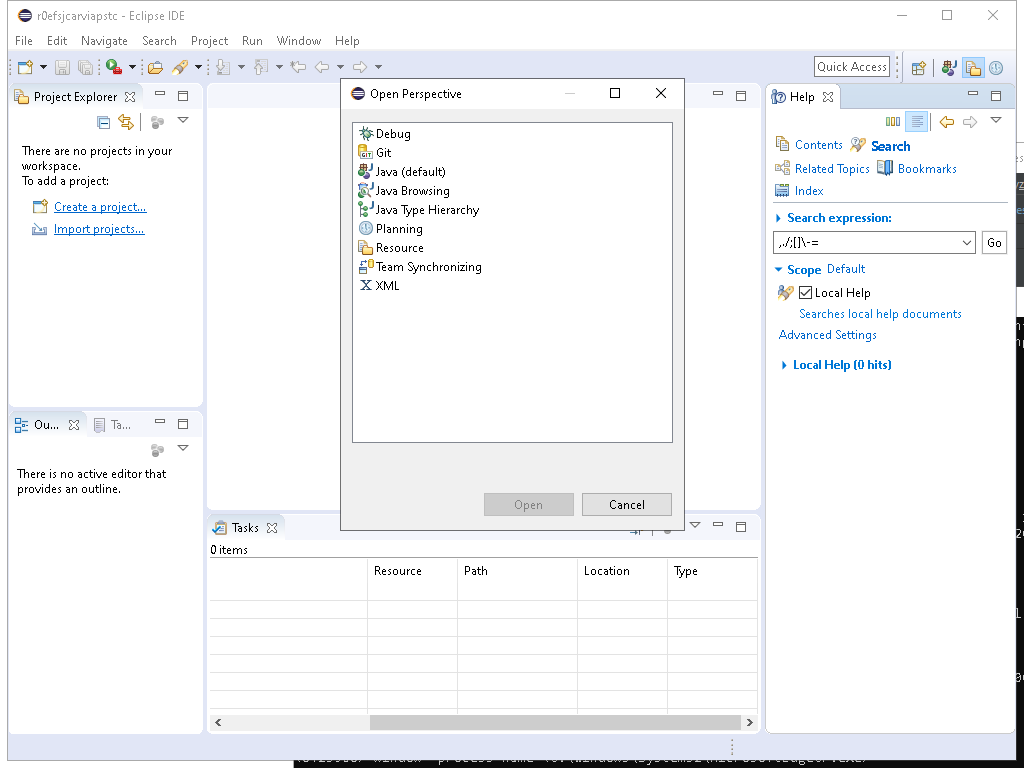 r0efsjcarviapstc - Eclipse IDE
File Edit Navigate Search Project Run Window Help
Quick Access
Project Explorer
There are no projects in your
workspace.
To add a project:
Create a project...
Import projects...
Ou...
Ta...
There is no active editor that
provides an outline.
Open Perspective
Debug
Git
Java (default)
Java Browsing
Java Type Hierarchy
Planning
Resource
Team Synchronizing
XML
Open
Cancel
Tasks
0 items
Resource Path Location Type
Help
Contents
Search
Related Topics
Bookmarks
Index
Search expression:
,./;[]\-=
Go
Scope Default
Local Help
Searches local help documents
Advanced Settings
Local Help (0 hits)